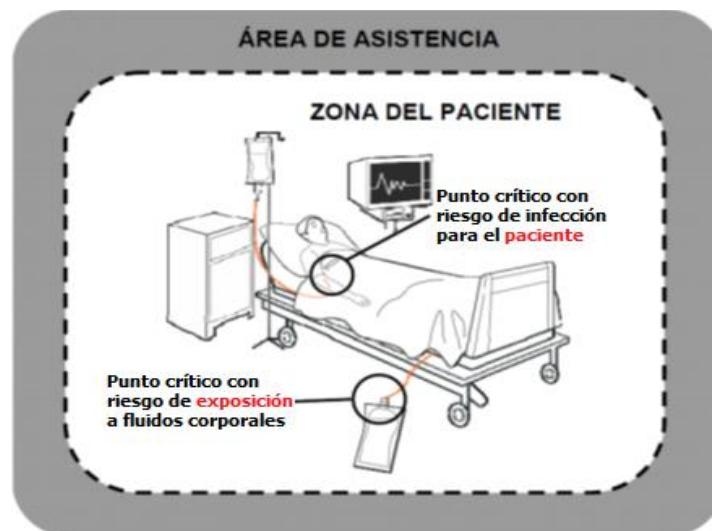 ÁREA DE ASISTENCIA
ZONA DEL PACIENTE
Punto crítico con
riesgo de infección
para el paciente
Punto crítico con
riesgo de exposición
a fluidos corporales